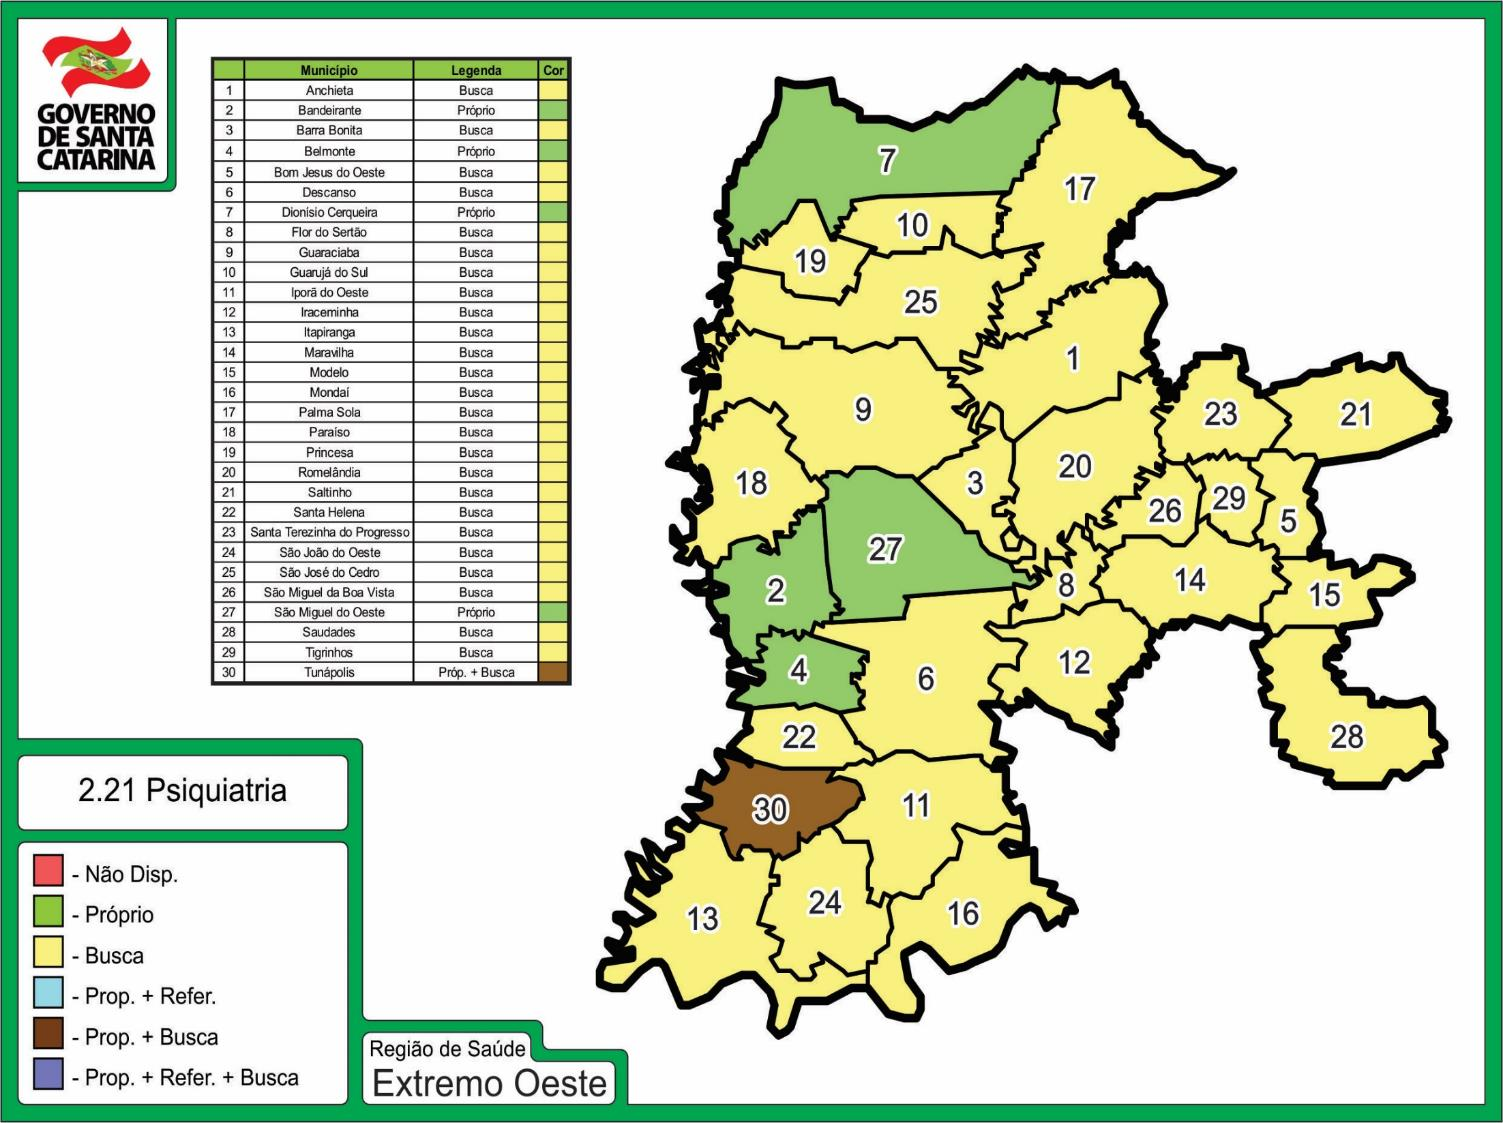 GOVERNO
DE SANTA
CATARINA
Município Legenda Cor
1 Anchieta Busca
2 Bandeirante Próprio
3 Barra Bonita Busca
4 Belmonte Próprio
5 Bom Jesus do Oeste Busca
6 Descanso Busca
7 Dionísio Cerqueira Próprio
8 Flor do Sertão Busca
9 Guaraciaba Busca
10 Guarujá do Sul Busca
11 Iporã do Oeste Busca
12 Iraceminha Busca
13 Itapiranga Busca
14 Maravilha Busca
15 Modelo Busca
16 Mondaí Busca
17 Palma Sola Busca
18 Paraíso Busca
19 Princesa Busca
20 Romelândia Busca
21 Saltinho Busca
22 Santa Helena Busca
23 Santa Terezinha do Progresso Busca
24 São João do Oeste Busca
25 São José do Cedro Busca
26 São Miguel da Boa Vista Busca
27 São Miguel do Oeste Próprio
28 Saudades Busca
29 Tigrinhos Busca
30 Tunápolis Próp. + Busca
7
17
10
19
25
1
9
23
21
20
18
3
26
29
5
27
2
8
14
15
12
4
6
22
28
30
11
13
24
16
2.21 Psiquiatria
- Não Disp.
- Próprio
- Busca
- Prop. + Refer.
- Prop. + Busca
- Prop. + Refer. + Busca
Região de Saúde
Extremo Oeste